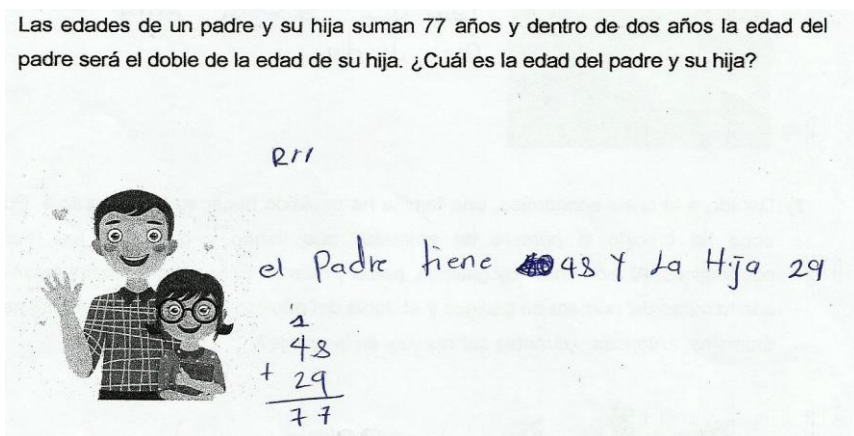 Las edades de un padre y su hija suman 77 años y dentro de dos años la edad del
padre será el doble de la edad de su hija. ¿Cuál es la edad del padre y su hija?
el Padre tiene 48 y La Hija 29
1
48
+ 29
77